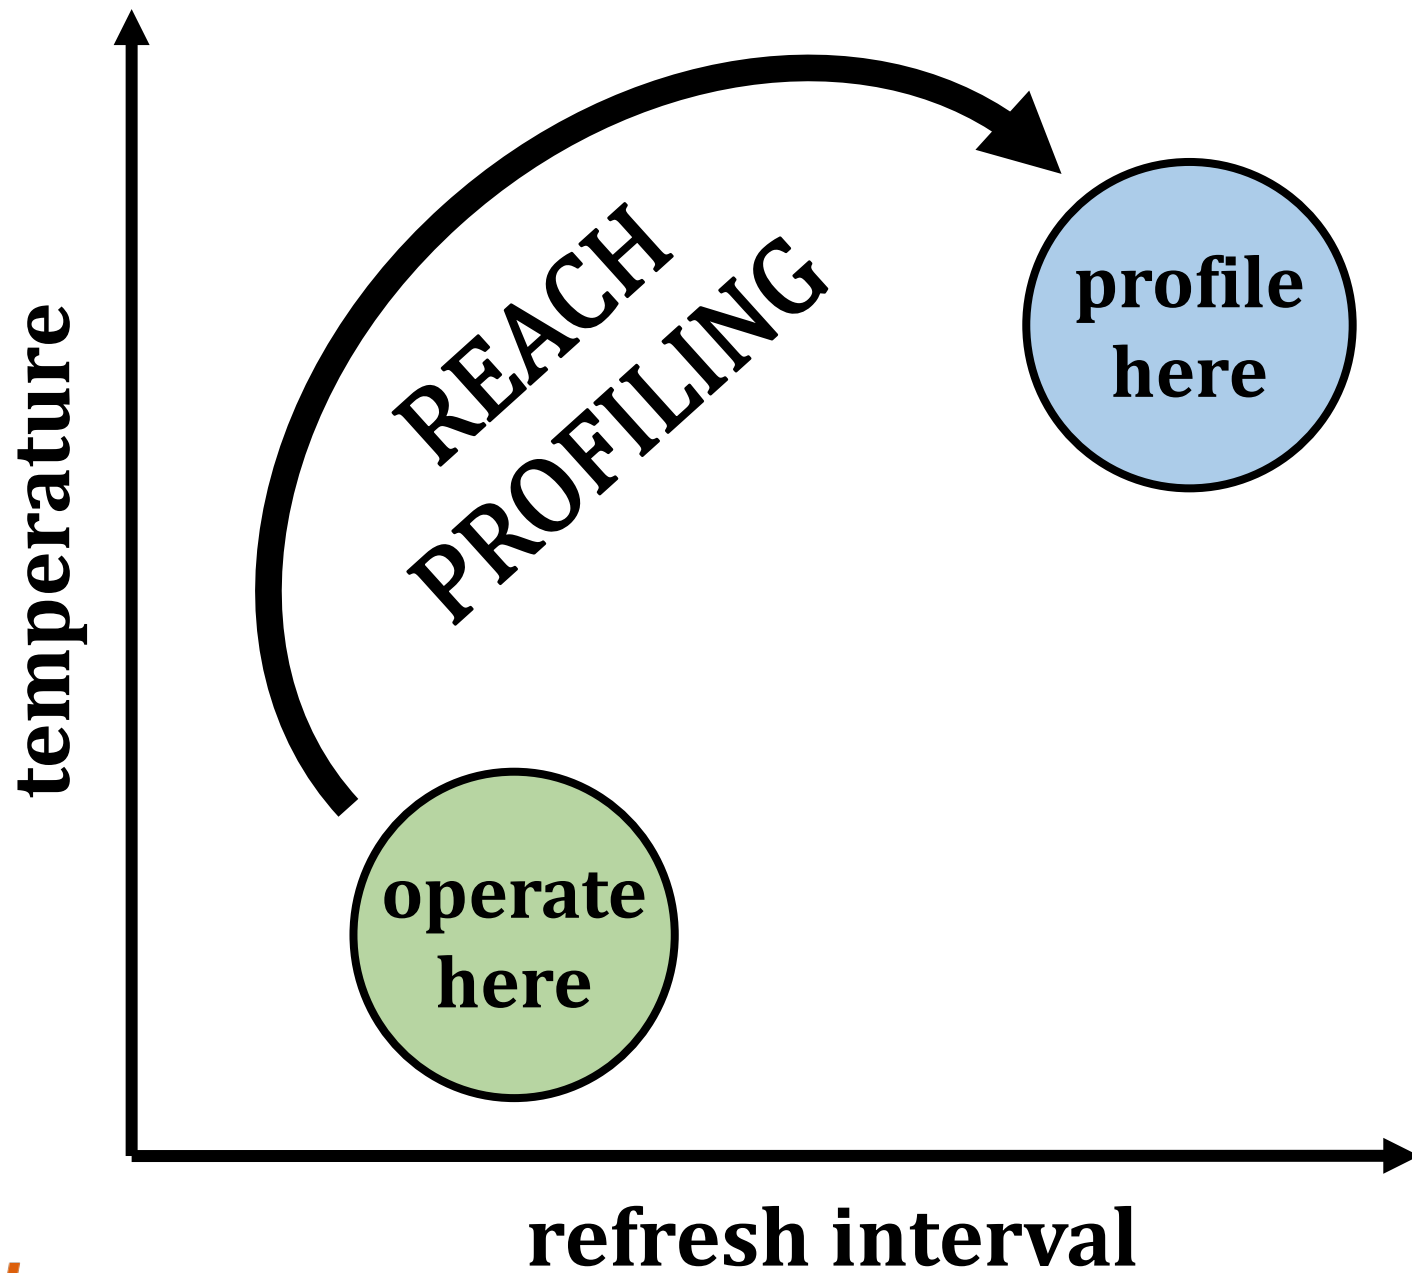 temperature
REACH
PROFILING
profile
here
operate
here
refresh interval